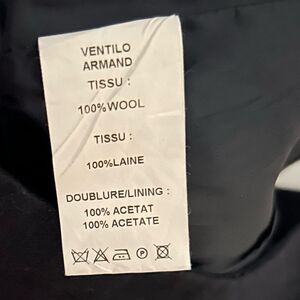 VENTILO
ARMAND
TISSU :
100%WOOL
TISSU :
100%LAINE
DOUBLURE/LINING :
100% ACETAT
100% ACETATE
P